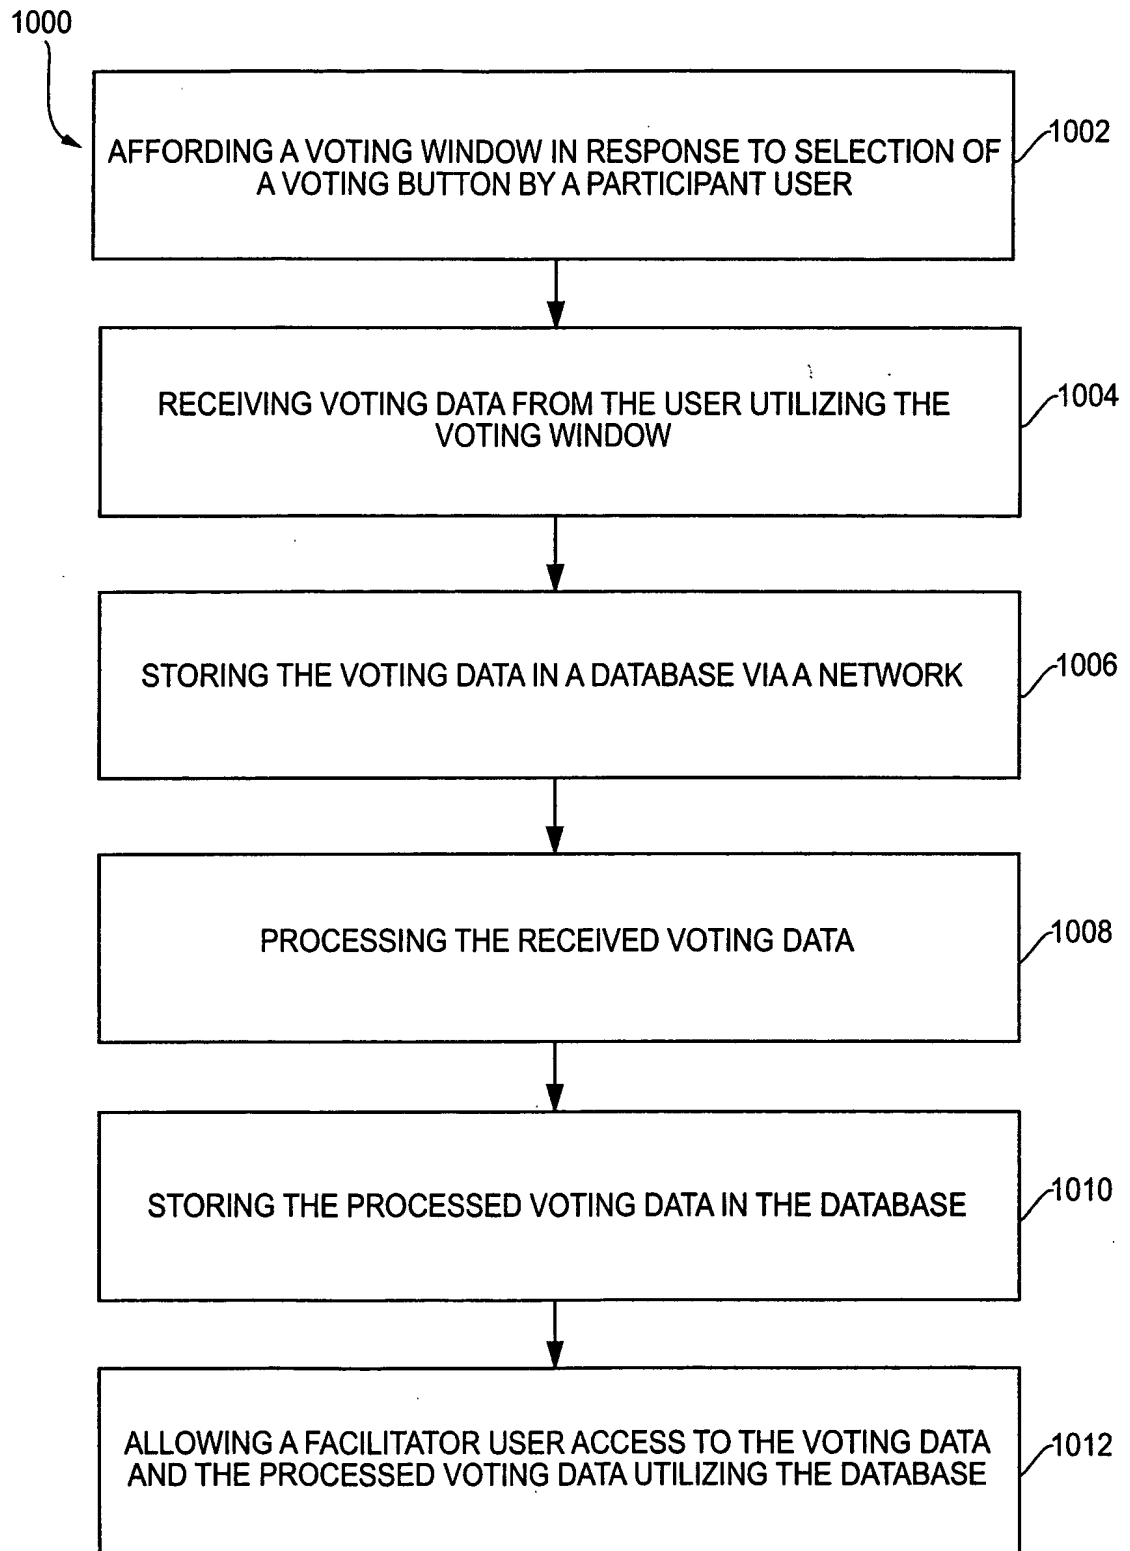 1000
AFFORDING A VOTING WINDOW IN RESPONSE TO SELECTION OF
A VOTING BUTTON BY A PARTICIPANT USER
1002
RECEIVING VOTING DATA FROM THE USER UTILIZING THE
VOTING WINDOW
1004
STORING THE VOTING DATA IN A DATABASE VIA A NETWORK
1006
PROCESSING THE RECEIVED VOTING DATA
1008
STORING THE PROCESSED VOTING DATA IN THE DATABASE
1010
ALLOWING A FACILITATOR USER ACCESS TO THE VOTING DATA
AND THE PROCESSED VOTING DATA UTILIZING THE DATABASE
1012